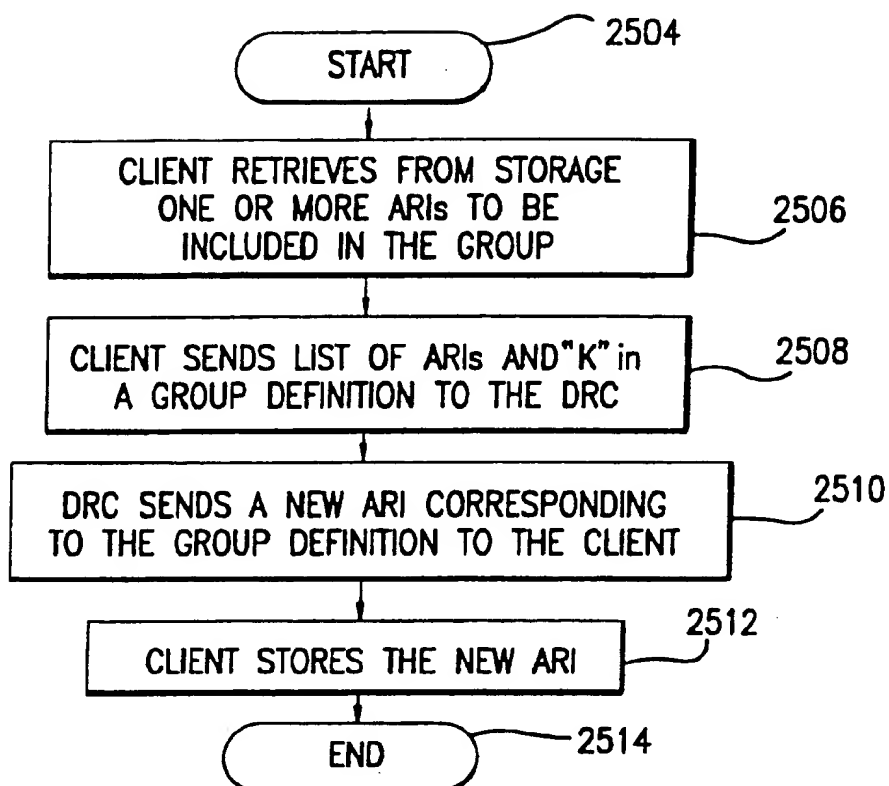 START
2504
CLIENT RETRIEVES FROM STORAGE
ONE OR MORE ARIs TO BE
INCLUDED IN THE GROUP
2506
CLIENT SENDS LIST OF ARIs AND "K" in
A GROUP DEFINITION TO THE DRC
2508
DRC SENDS A NEW ARI CORRESPONDING
TO THE GROUP DEFINITION TO THE CLIENT
2510
CLIENT STORES THE NEW ARI
2512
END
2514